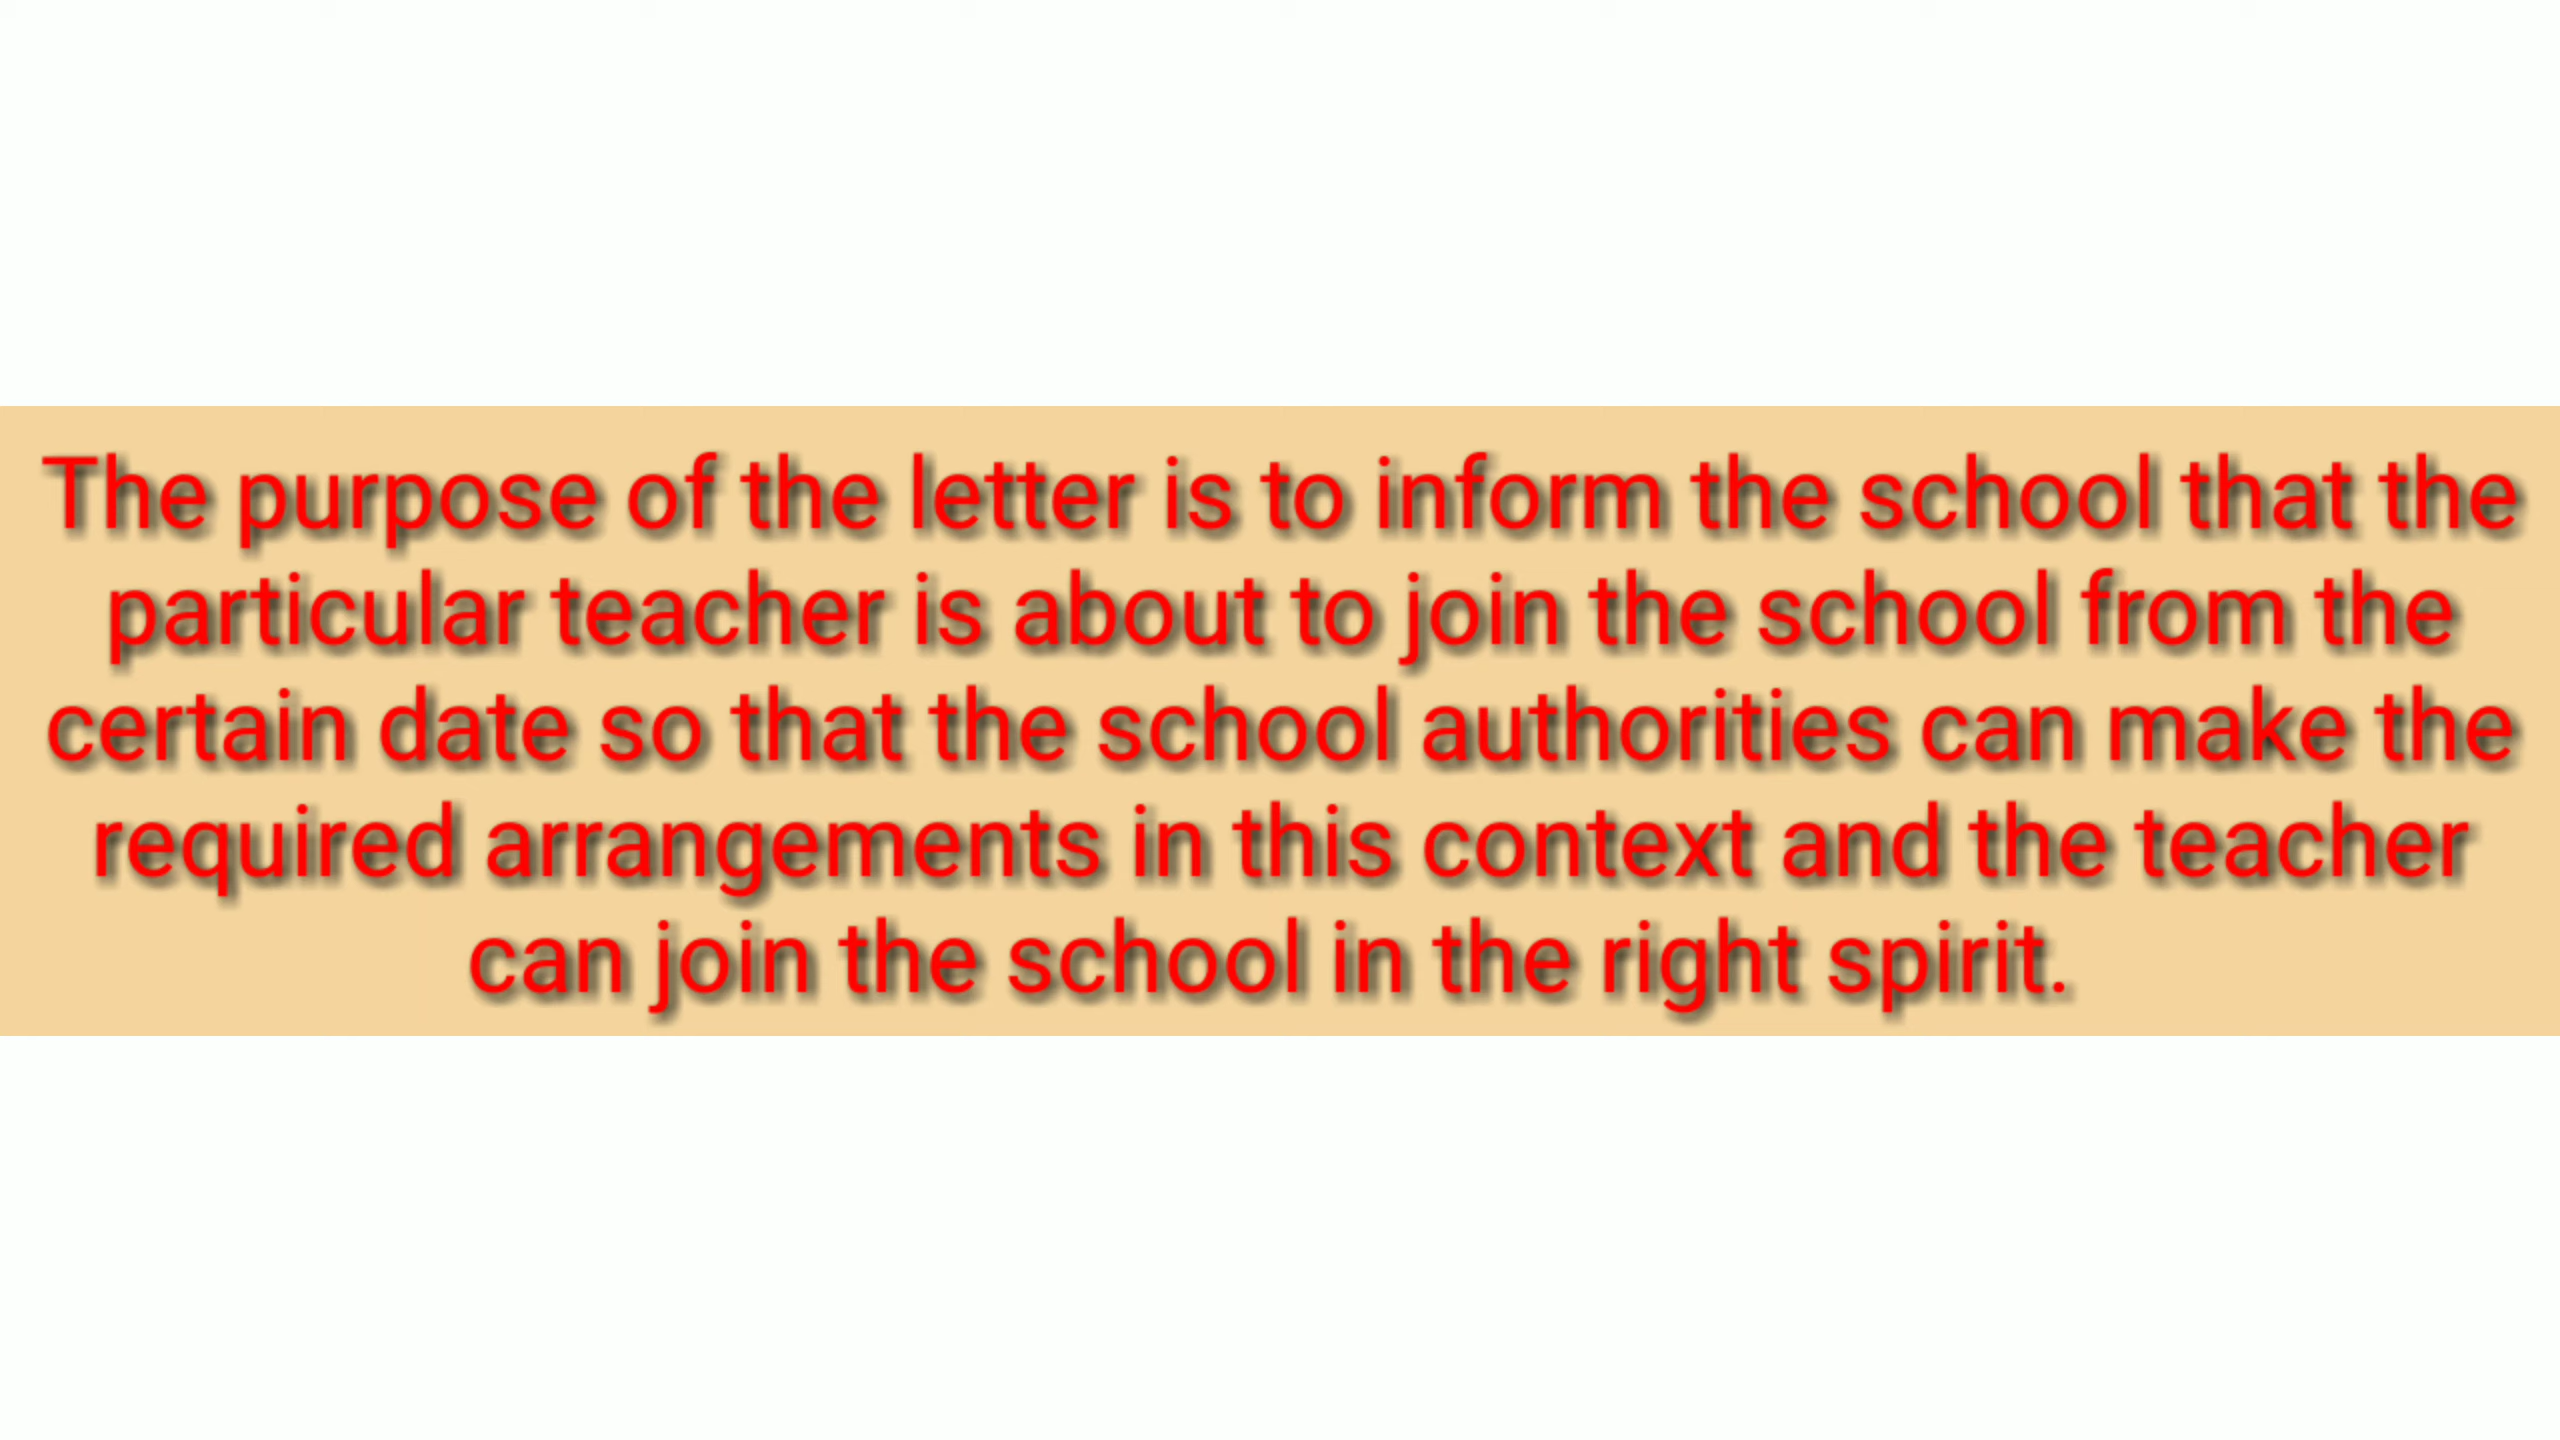 The purpose of the letter is to inform the school that the
particular teacher is about to join the school from the
certain date so that the school authorities can make the
required arrangements in this context and the teacher
can join the school in the right spirit.